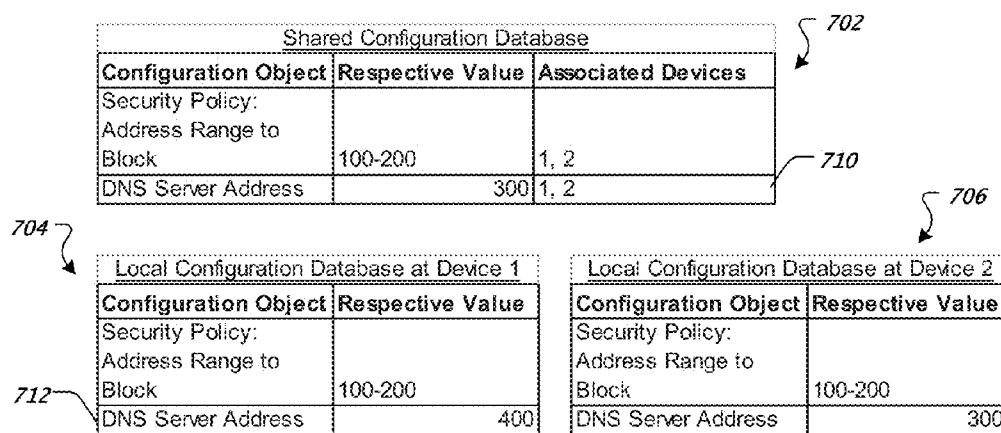 702
Shared Configuration Database
Configuration Object Respective Value Associated Devices
Security Policy:
Address Range to
Block 100-200 1, 2
DNS Server Address 300 1, 2
710
704
706
Local Configuration Database at Device 1
Configuration Object Respective Value
Security Policy:
Address Range to
Block 100-200
712
DNS Server Address 400
Local Configuration Database at Device 2
Configuration Object Respective Value
Security Policy:
Address Range to
Block 100-200
DNS Server Address 300